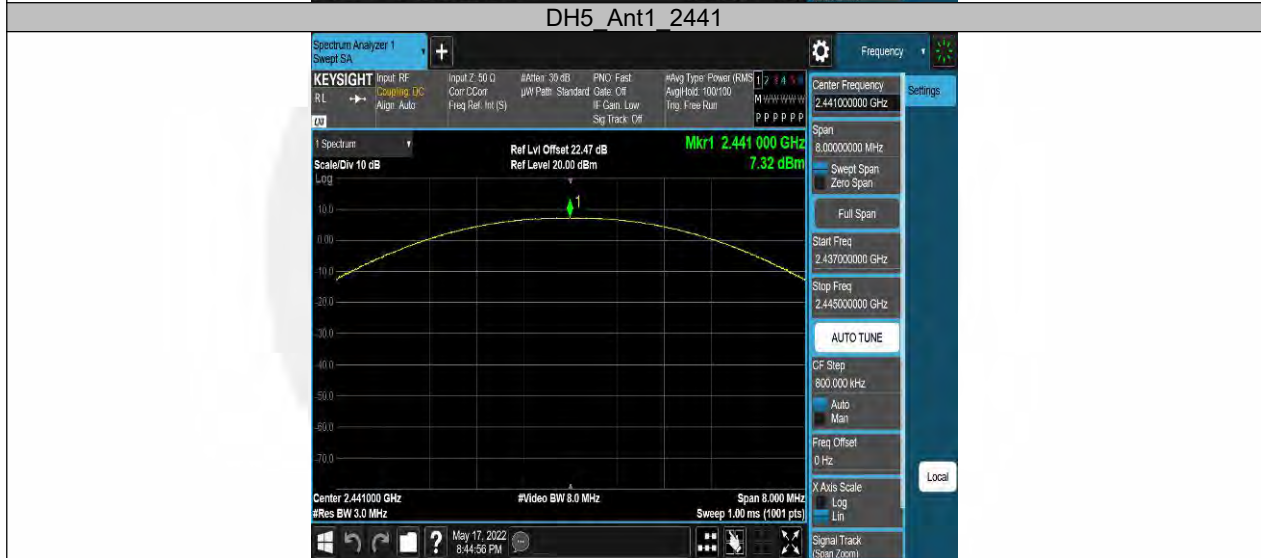 DH5_Ant1_2441
Spectrum Analyzer 1
Swept SA
+
Frequency
KEYSIGHT
RL
Input: RF
Coupling: DC
Align: Auto
Input Z: 50 Ω
Corr CCorr
Freq Ref: Int (S)
#Atten: 30 dB
µW Path: Standard
PNO: Fast
Gate: Off
IF Gain: Low
Sig Track: Off
#Avg Type: Power (RMS
Avg|Hold: 100/100
Trig: Free Run
1 2 3 4 5 6
M W W W W W
P P P P P P
1 Spectrum
Scale/Div 10 dB
Log
Ref Lvl Offset 22.47 dB
Ref Level 20.00 dBm
Mkr1 2.441 000 GHz
7.32 dBm
1
10.0
0.00
-10.0
-20.0
-30.0
-40.0
-50.0
-60.0
-70.0
Center 2.441000 GHz
#Res BW 3.0 MHz
#Video BW 8.0 MHz
Span 8.000 MHz
Sweep 1.00 ms (1001 pts)
Center Frequency
2.441000000 GHz
Settings
Span
8.00000000 MHz
Swept Span
Zero Span
Full Span
Start Freq
2.437000000 GHz
Stop Freq
2.445000000 GHz
AUTO TUNE
CF Step
800.000 kHz
Auto
Man
Freq Offset
0 Hz
X Axis Scale
Log
Lin
Signal Track
(Span Zoom)
Local
?
May 17, 2022
8:44:56 PM